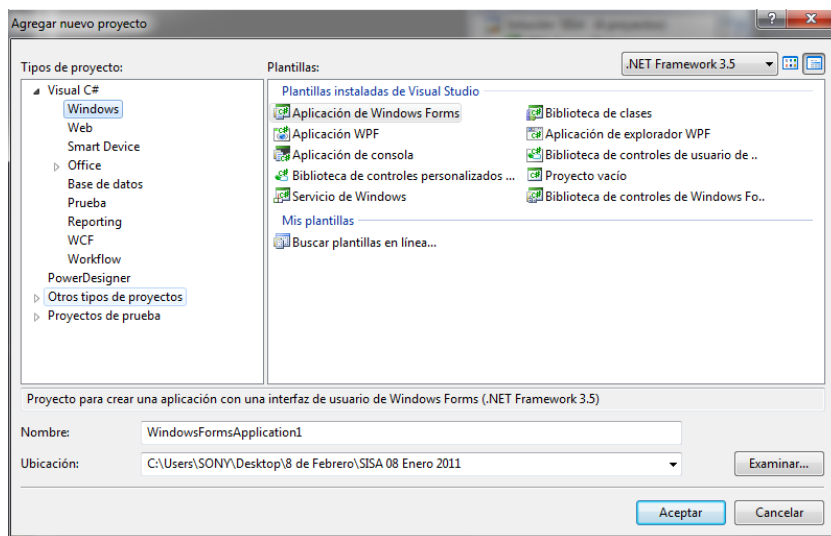 Agregar nuevo proyecto
Tipos de proyecto:
Plantillas:
.NET Framework 3.5
Visual C#
Windows
Web
Smart Device
Office
Base de datos
Prueba
Reporting
WCF
Workflow
PowerDesigner
Otros tipos de proyectos
Proyectos de prueba
Plantillas instaladas de Visual Studio
Aplicación de Windows Forms
Biblioteca de clases
Aplicación WPF
Aplicación de explorador WPF
Aplicación de consola
Biblioteca de controles de usuario de ..
Biblioteca de controles personalizados ...
Proyecto vacío
Servicio de Windows
Biblioteca de controles de Windows Fo..
Mis plantillas
Buscar plantillas en línea...
Proyecto para crear una aplicación con una interfaz de usuario de Windows Forms (.NET Framework 3.5)
Nombre:
WindowsFormsApplication1
Ubicación:
C:\Users\SONY\Desktop\8 de Febrero\SISA 08 Enero 2011
Examinar...
Aceptar
Cancelar